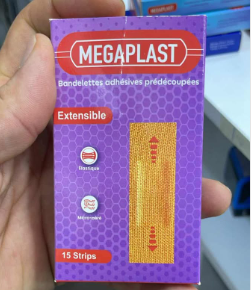 MEGAPLAST
Bandelettes adhésives prédécoupées
Extensible
Elastique
15 Strips